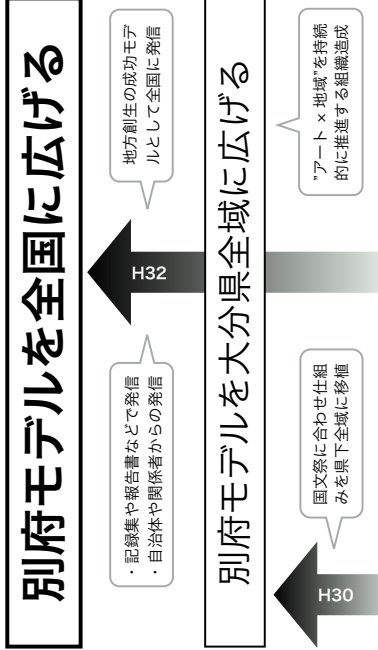 別府モデルを全国に広げる
・記録集や報告書などで発信
・自治体や関係者からの発信
H32
地方創生の成功モデ
ルとして全国に発信
別府モデルを大分県全域に広げる
H30
国文祭に合わせ仕組
みを県下全域に移植
”アート × 地域”を持続
的に推進する組織造成